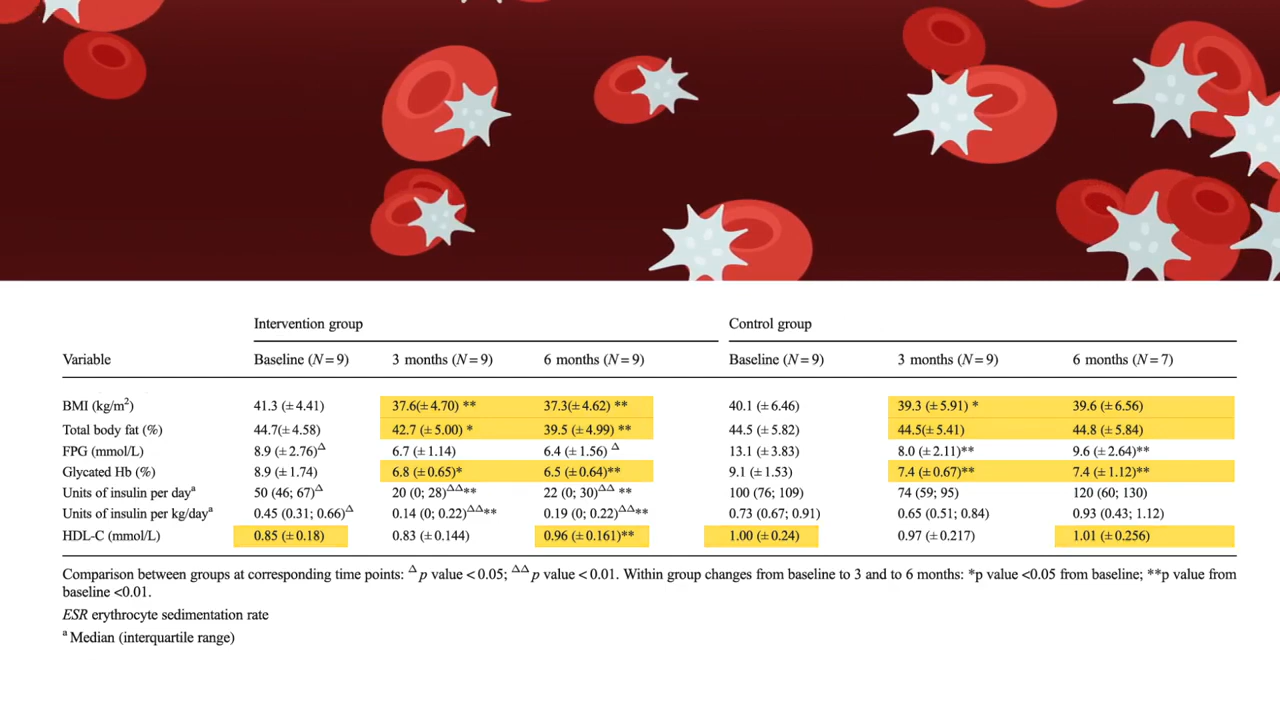 Intervention group Control group
Variable Baseline (N = 9) 3 months (N = 9) 6 months (N = 9) Baseline (N = 9) 3 months (N = 9) 6 months (N = 7)
BMI (kg/m²) 41.3 (± 4.41) 37.6(± 4.70) ** 37.3(± 4.62) ** 40.1 (± 6.46) 39.3 (± 5.91) * 39.6 (± 6.56)
Total body fat (%) 44.7(± 4.58) 42.7 (± 5.00) * 39.5 (± 4.99) ** 44.5 (± 5.82) 44.5(± 5.41) 44.8 (± 5.84)
FPG (mmol/L) 8.9 (± 2.76)Δ 6.7 (± 1.14) 6.4 (± 1.56) Δ 13.1 (± 3.83) 8.0 (± 2.11)** 9.6 (± 2.64)**
Glycated Hb (%) 8.9 (± 1.74) 6.8 (± 0.65)* 6.5 (± 0.64)** 9.1 (± 1.53) 7.4 (± 0.67)** 7.4 (± 1.12)**
Units of insulin per dayᵃ 50 (46; 67)Δ 20 (0; 28)ΔΔ** 22 (0; 30)ΔΔ ** 100 (76; 109) 74 (59; 95) 120 (60; 130)
Units of insulin per kg/dayᵃ 0.45 (0.31; 0.66)Δ 0.14 (0; 0.22)ΔΔ** 0.19 (0; 0.22)ΔΔ** 0.73 (0.67; 0.91) 0.65 (0.51; 0.84) 0.93 (0.43; 1.12)
HDL-C (mmol/L) 0.85 (± 0.18) 0.83 (± 0.144) 0.96 (± 0.161)** 1.00 (± 0.24) 0.97 (± 0.217) 1.01 (± 0.256)
Comparison between groups at corresponding time points: Δ p value < 0.05; ΔΔ p value < 0.01. Within group changes from baseline to 3 and to 6 months: *p value <0.05 from baseline; **p value from
baseline <0.01.
ESR erythrocyte sedimentation rate
ᵃ Median (interquartile range)